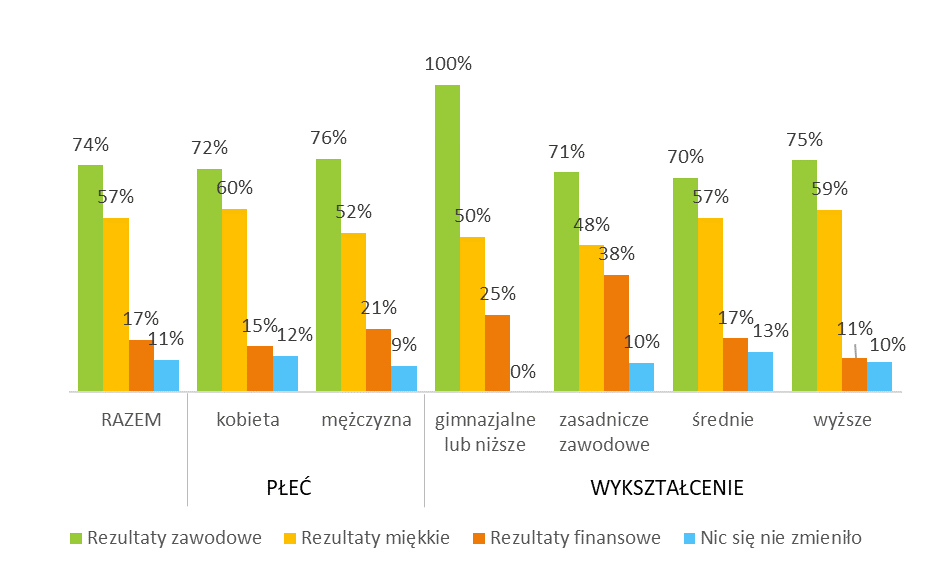 100%
74%
72%
76%
71%
70%
75%
57%
60%
52%
50%
48%
57%
59%
17%
11%
15%
12%
21%
9%
25%
0%
38%
10%
17%
13%
11%
10%
RAZEM
kobieta
mężczyzna
gimnazjalne
lub niższe
zasadnicze
zawodowe
średnie
wyższe
PŁEĆ
WYKSZTAŁCENIE
Rezultaty zawodowe
Rezultaty miękkie
Rezultaty finansowe
Nic się nie zmieniło